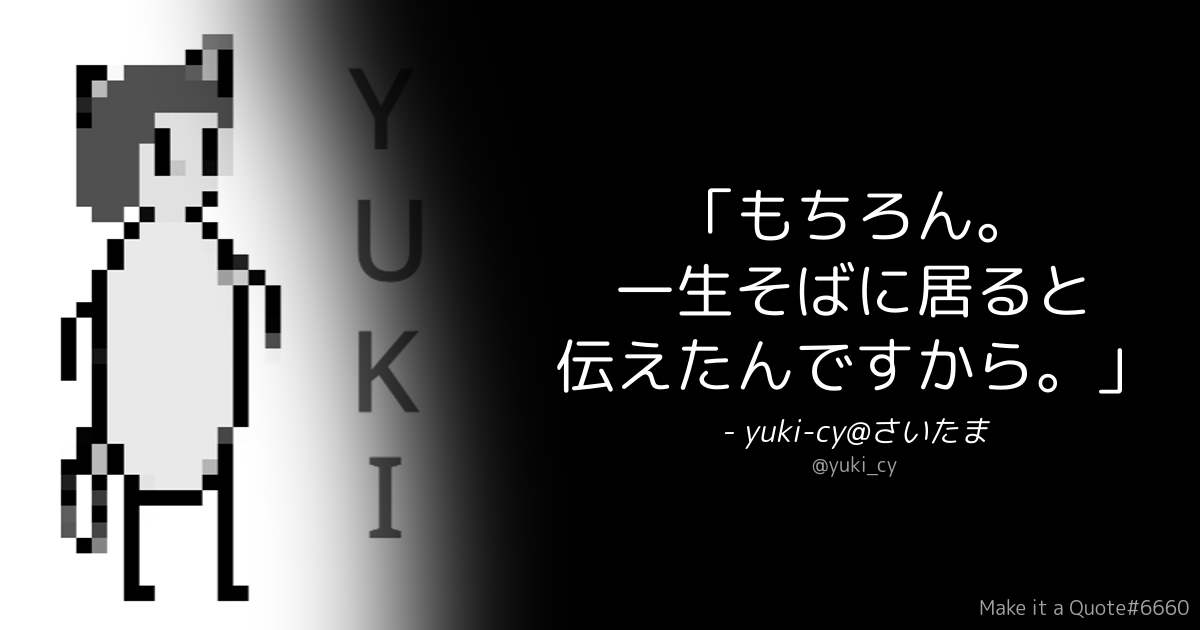 YUKI
「もちろん。
一生そばに居ると
伝えたんですから。」
- yuki-cy@さいたま
@yuki_cy
Make it a Quote#6660